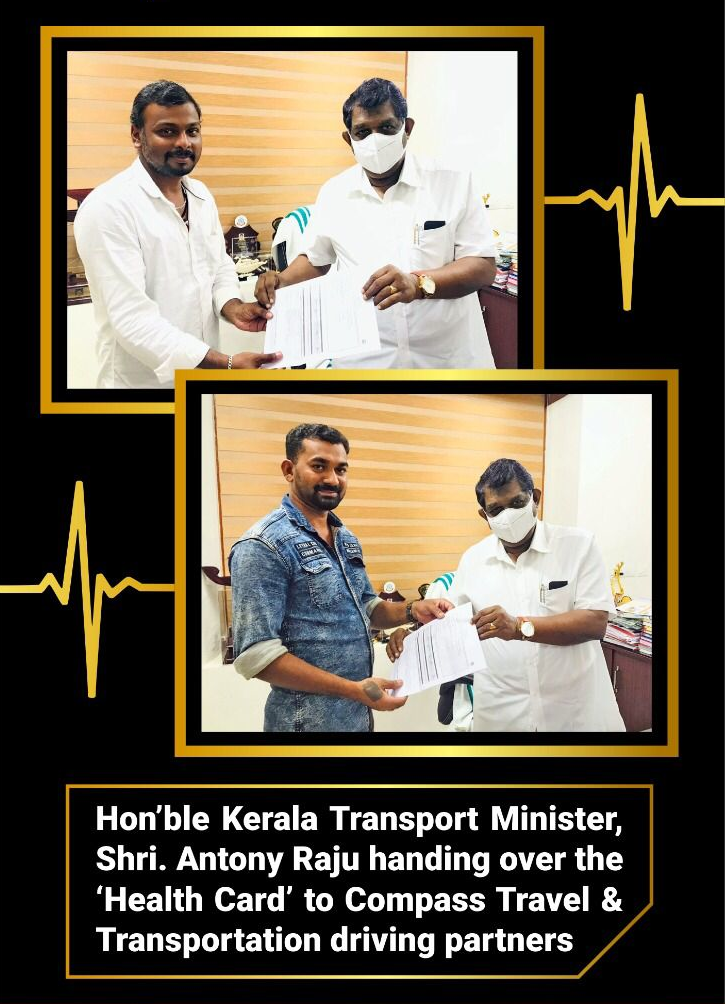 Hon’ble Kerala Transport Minister,
Shri. Antony Raju handing over the
‘Health Card’ to Compass Travel &
Transportation driving partners